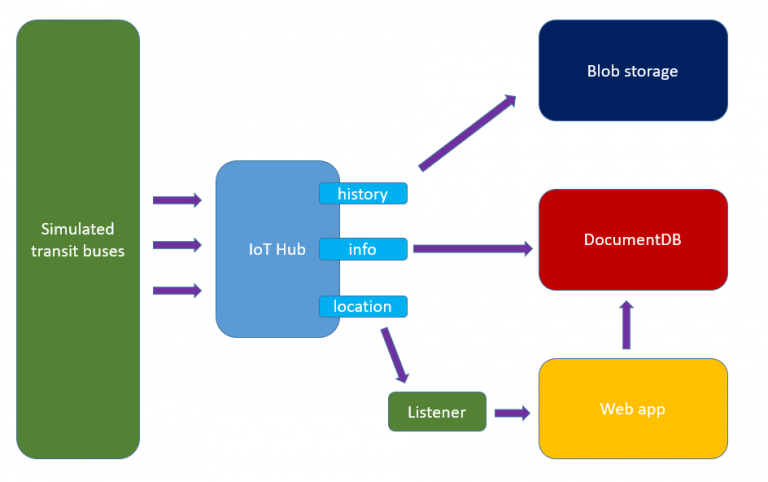 Simulated
transit buses
IoT Hub
history
info
location
Listener
Blob storage
DocumentDB
Web app